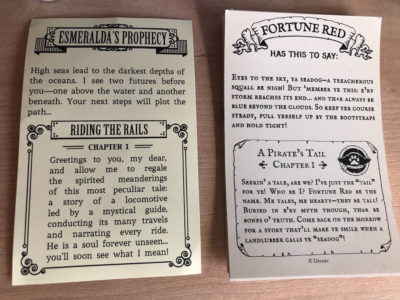 ESMERALDA'S PROPHECY
High seas lead to the darkest depths of
the oceans. I see two futures before
you—one above the water and another
beneath. Your next steps will plot the
path...
RIDING THE RAILS
CHAPTER 1
Greetings to you, my dear,
and allow me to regale
the spirited meanderings
of this most peculiar tale:
a story of a locomotive
led by a mystical guide,
conducting its many travels
and narrating every ride.
He is a soul forever unseen...
you'll soon see what I mean!
FORTUNE RED
HAS THIS TO SAY:
Eyes to the sky, ya seadog—a treacherous
squall be nigh! But 'member ye this: e'ry
storm reaches its end... and thar always be
blue beyond the clouds. So keep yar course
steady, pull yerself up by the bootstraps
and hold tight!
A Pirate's Tail
Chapter 1
Seekin' a tale, are we? I've just the "tail"
for ye! Who be I? Fortune Red be the
name. Me tales, me hearty—they be tall!
Buried in e'ry myth though, thar be
bones o' truth. Come back on the morrow
for a story that'll make ye smile when a
landlubber calls ye "seadog"!
© Disney